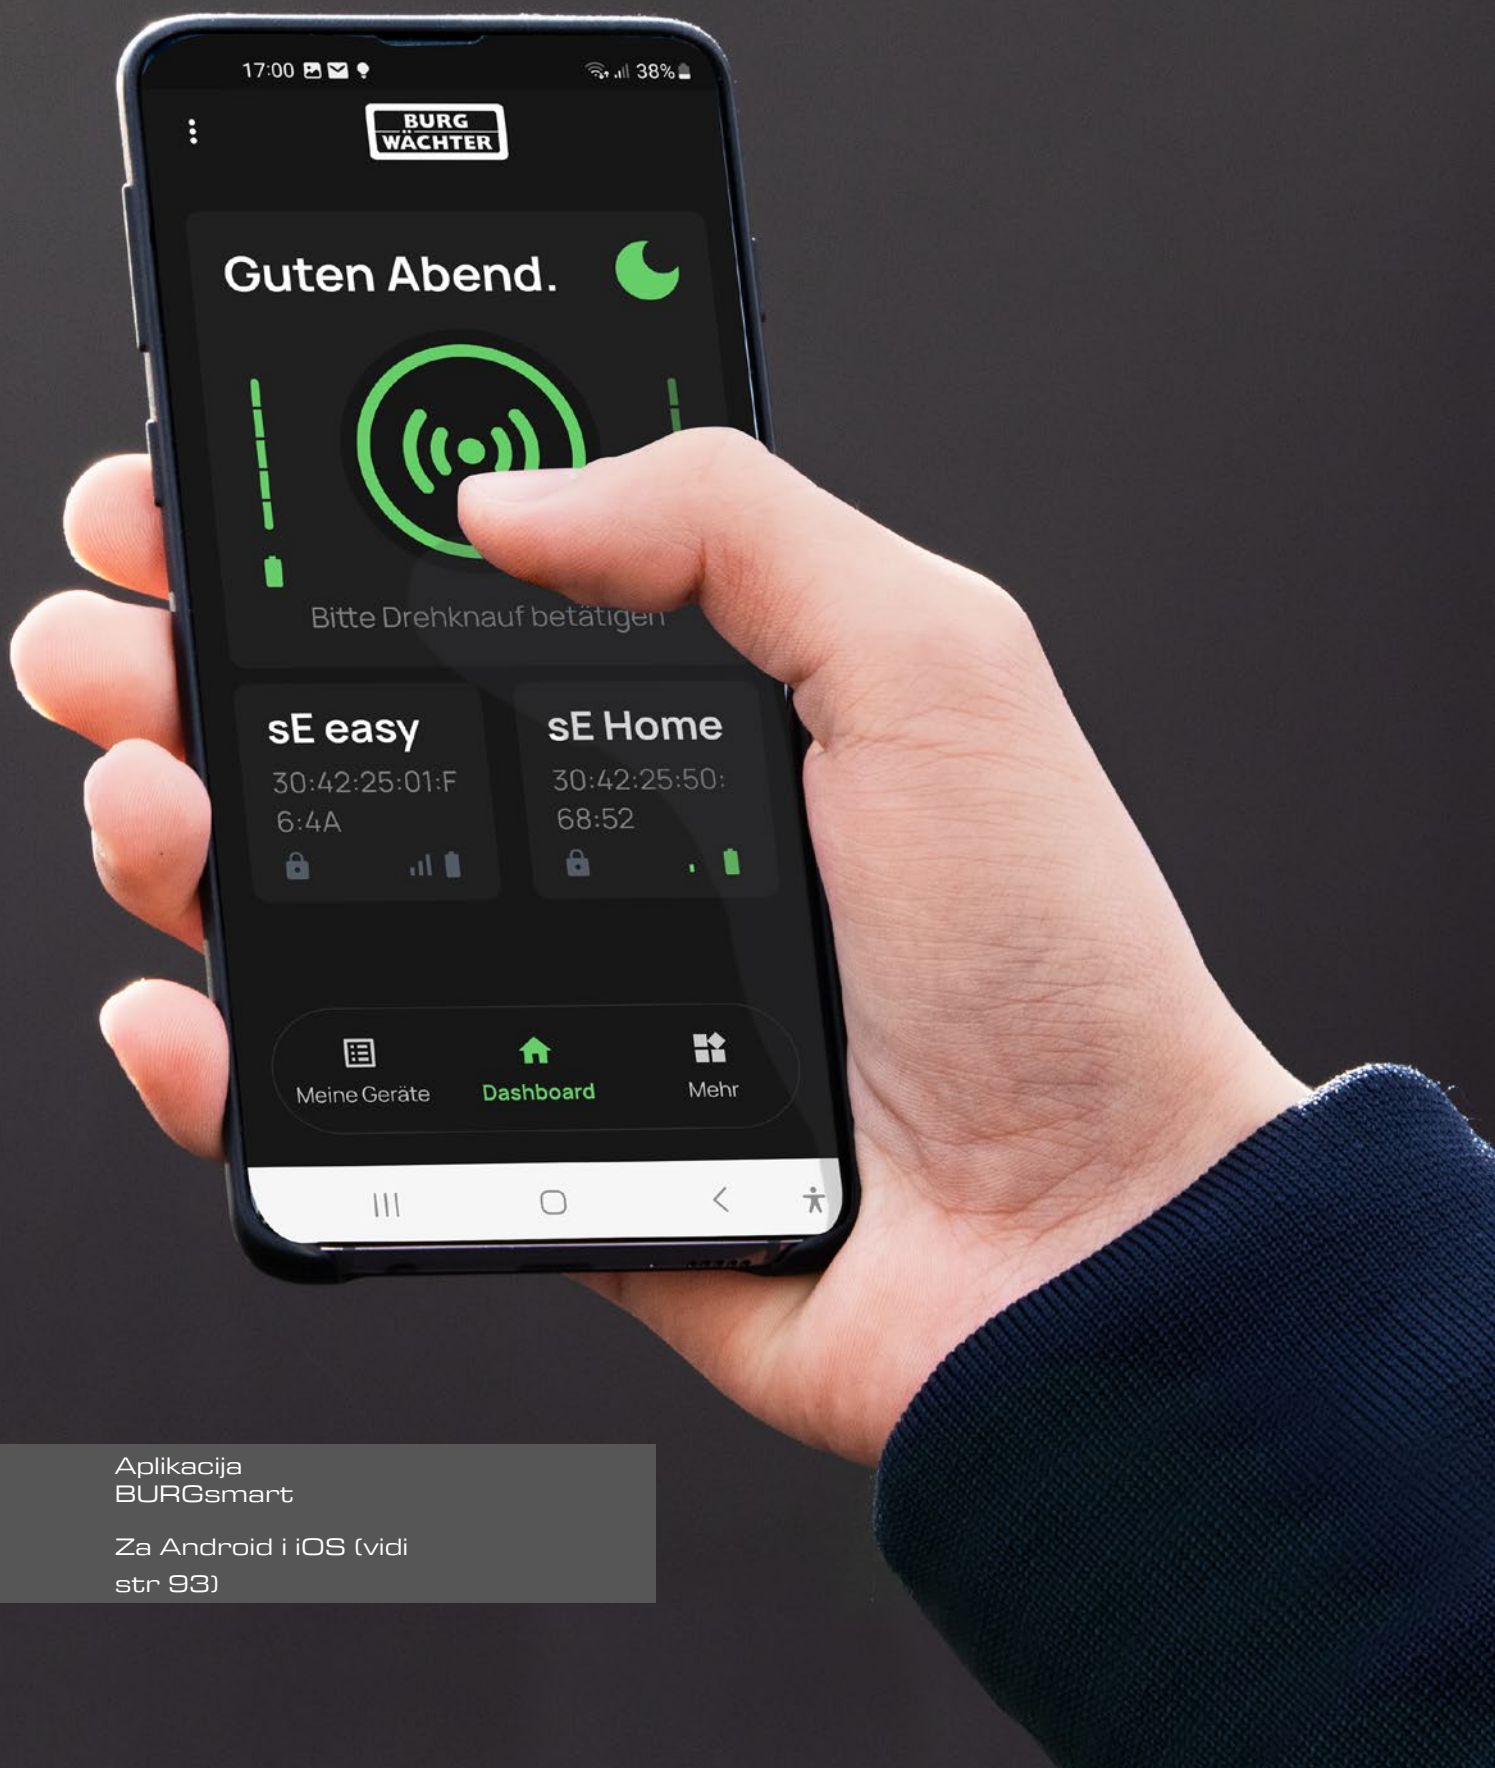 17:00
38%
BURG
WÄCHTER
Guten Abend.
Bitte Drehknauf betätigen
sE easy
sE Home
30:42:25:01:F
6:4A
30:42:25:50:
68:52
Meine Geräte
Dashboard
Mehr
Aplikacija
BURGsmart
Za Android i iOS (vidi
str 93)